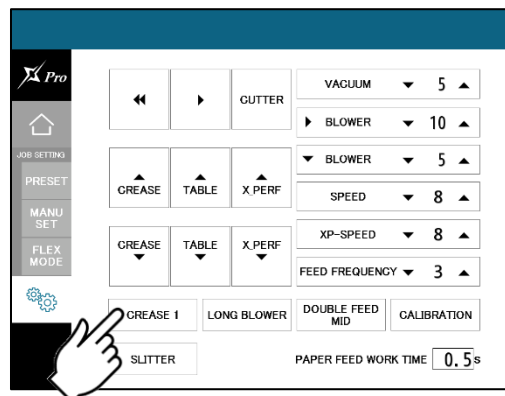 X Pro
JOB SETTING
PRESET
MANU
SET
FLEX
MODE
CUTTER
CREASE
TABLE
X_PERF
CREASE
TABLE
X_PERF
VACUUM 5
BLOWER 10
BLOWER 5
SPEED 8
XP-SPEED 8
FEED FREQUENCY 3
CREASE 1
LONG BLOWER
DOUBLE FEED
MID
CALIBRATION
SLITTER
PAPER FEED WORK TIME 0.5s